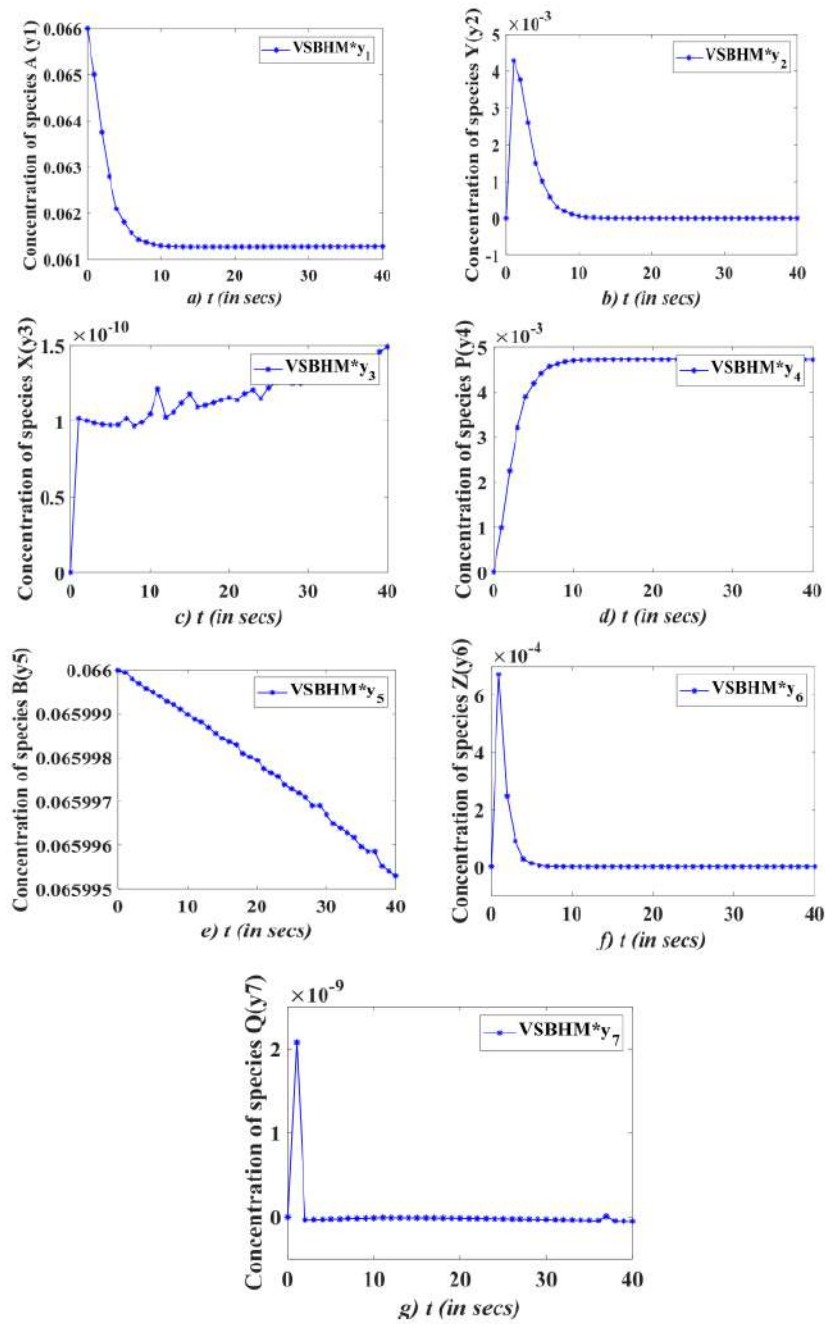 0.066
0.065
0.064
0.063
0.062
0.061
0 10 20 30 40
Concentration of species A (y1)
a) t (in secs)
VSBHM*y1
×10-3
5
4
3
2
1
0
-1
0 10 20 30 40
Concentration of species Y(y2)
b) t (in secs)
VSBHM*y2
×10-10
1.5
1
0.5
0
0 10 20 30 40
Concentration of species X(y3)
c) t (in secs)
VSBHM*y3
×10-3
5
4
3
2
1
0
0 10 20 30 40
Concentration of species P(y4)
d) t (in secs)
VSBHM*y4
0.066
0.065999
0.065998
0.065997
0.065996
0.065995
0 10 20 30 40
Concentration of species B(y5)
e) t (in secs)
VSBHM*y5
×10-4
6
4
2
0
0 10 20 30 40
Concentration of species Z(y6)
f) t (in secs)
VSBHM*y6
×10-9
2
1
0
0 10 20 30 40
Concentration of species Q(y7)
g) t (in secs)
VSBHM*y7